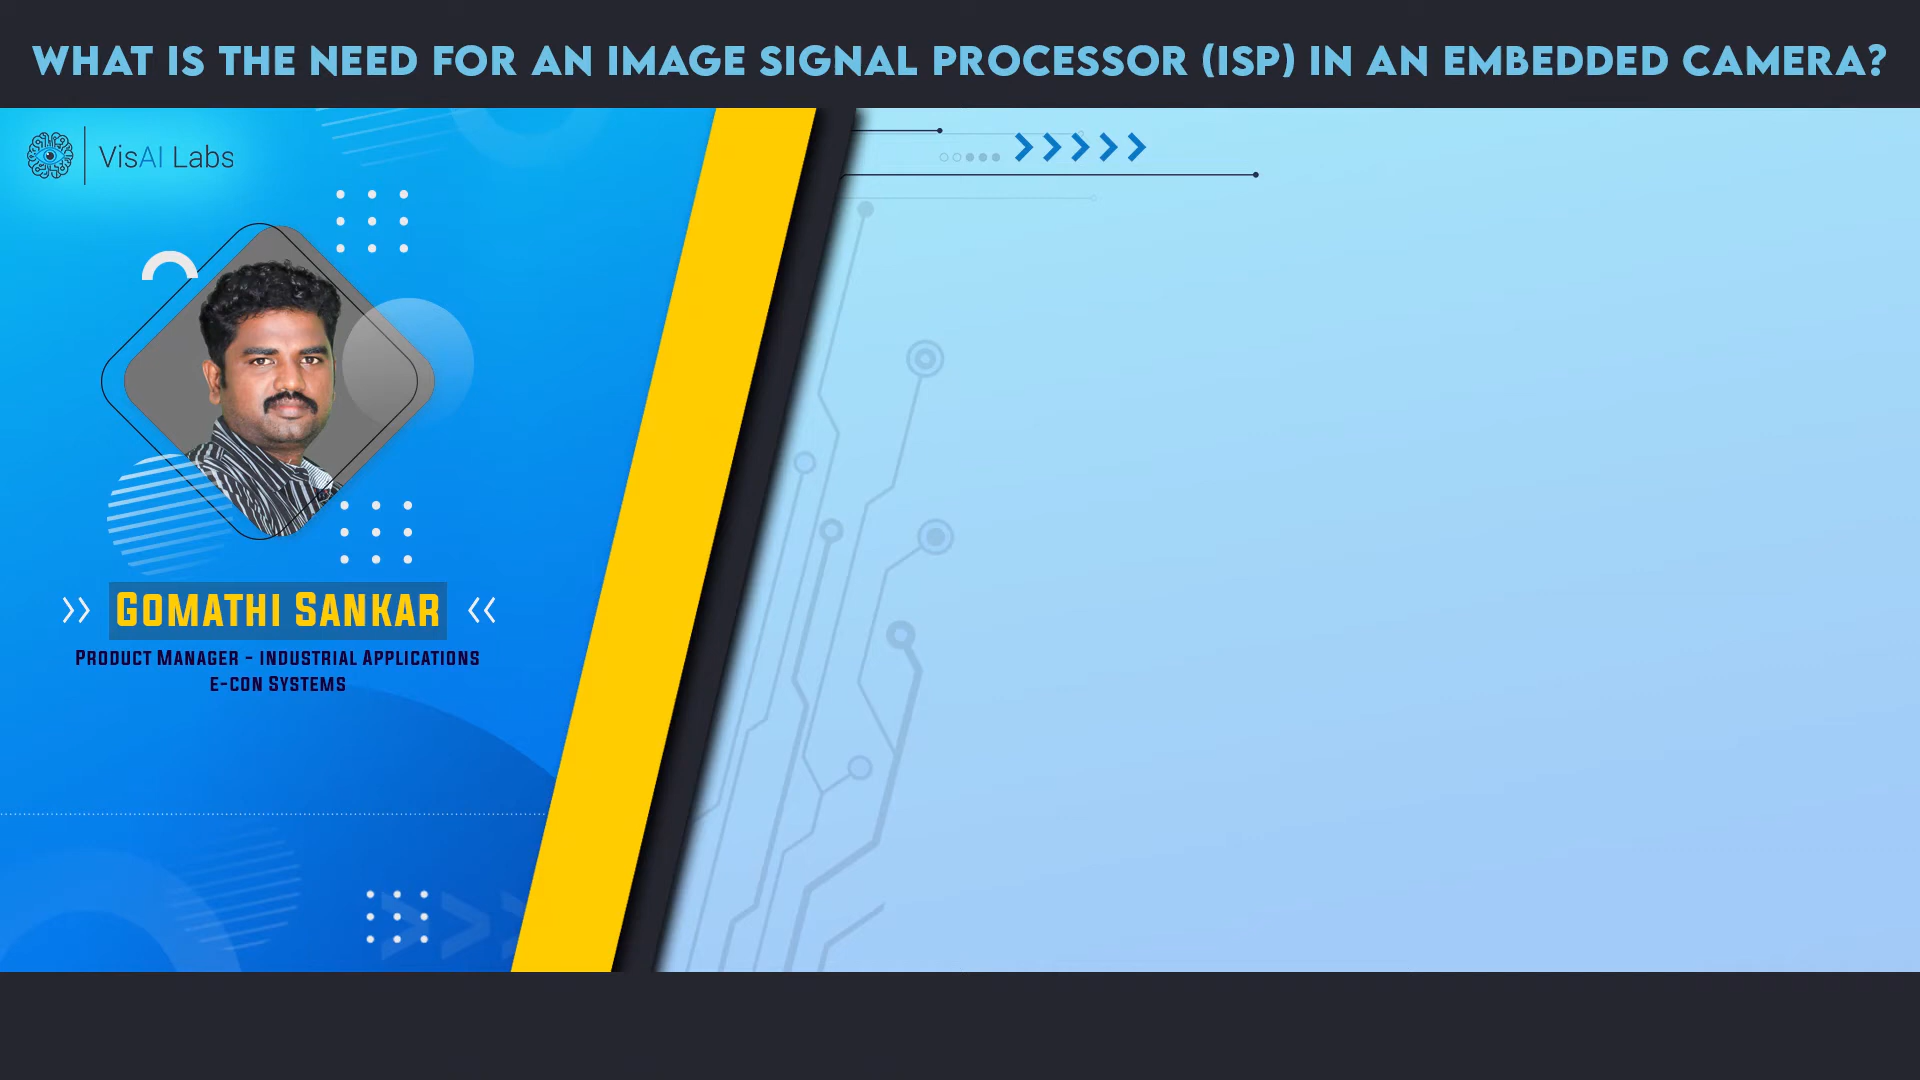 WHAT IS THE NEED FOR AN IMAGE SIGNAL PROCESSOR (ISP) IN AN EMBEDDED CAMERA?
VisAI Labs
GOMATHI SANKAR
PRODUCT MANAGER - INDUSTRIAL APPLICATIONS
E-CON SYSTEMS